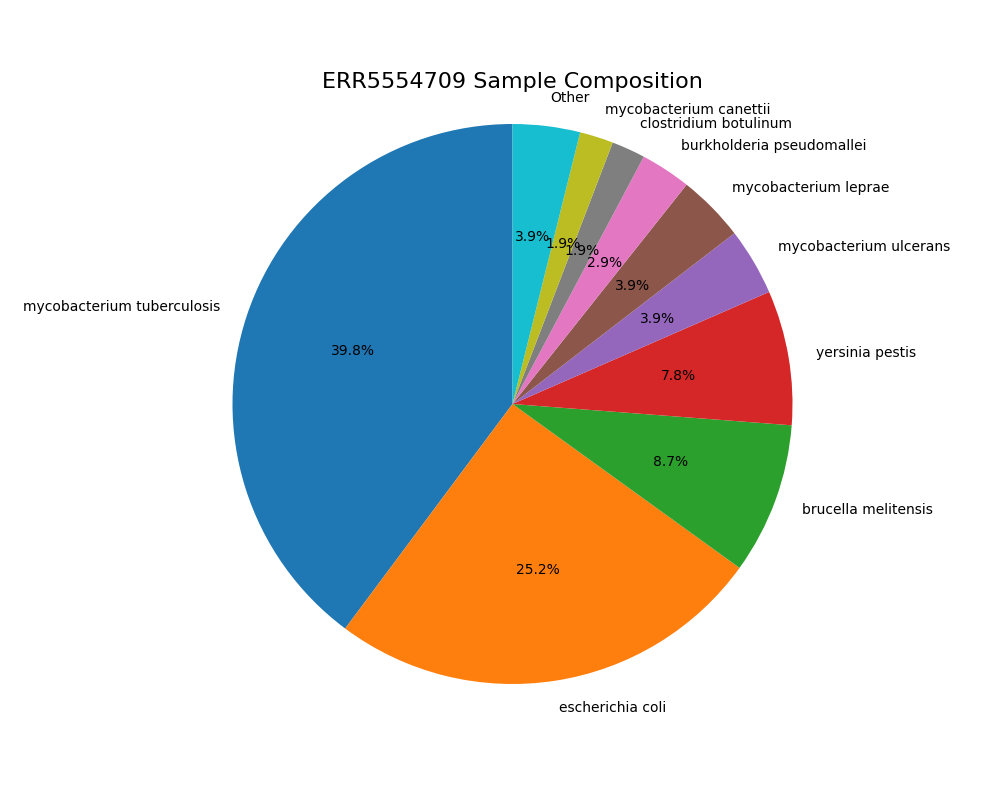 ERR5554709 Sample Composition
Other
mycobacterium canettii
clostridium botulinum
burkholderia pseudomallei
mycobacterium leprae
mycobacterium ulcerans
yersinia pestis
brucella melitensis
escherichia coli
mycobacterium tuberculosis
3.9%
1.9%
1.9%
2.9%
3.9%
3.9%
7.8%
8.7%
25.2%
39.8%